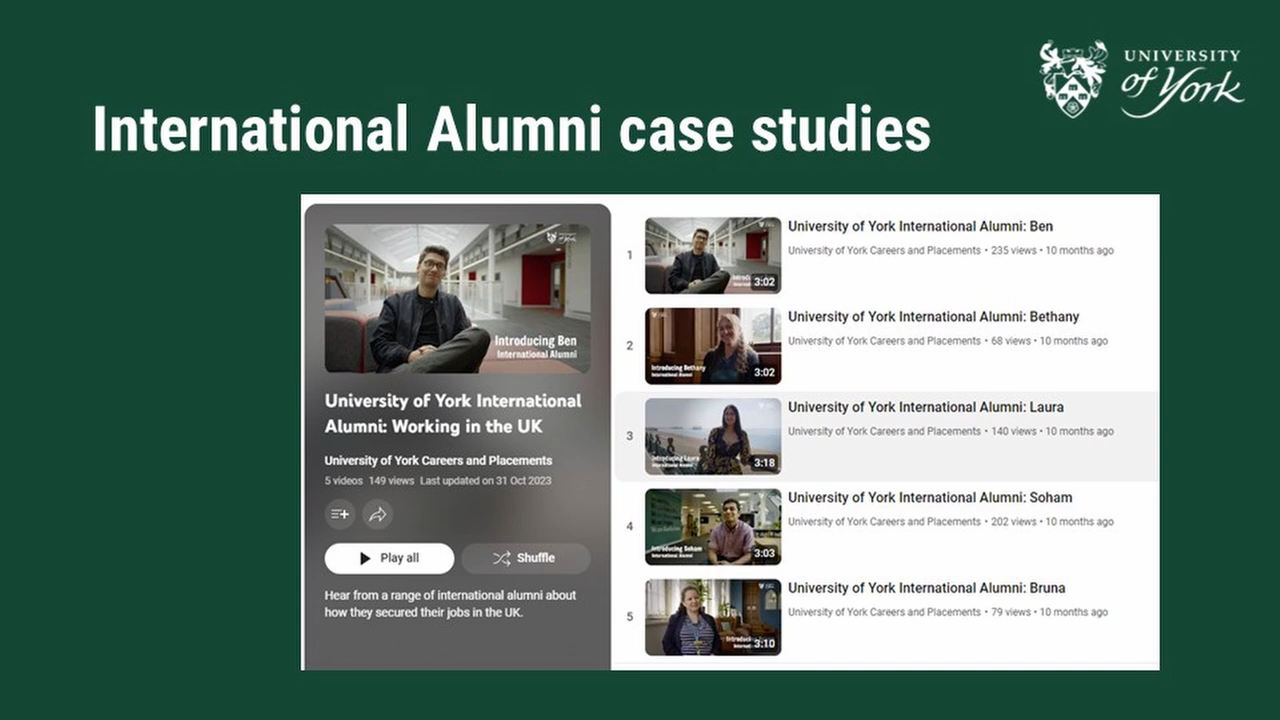 UNIVERSITY
of York
International Alumni case studies
Introducing Ben
International Alumni
University of York International
Alumni: Working in the UK
University of York Careers and Placements
5 videos 149 views Last updated on 31 Oct 2023
Play all
Shuffle
Hear from a range of international alumni about
how they secured their jobs in the UK.
1
3:02
University of York International Alumni: Ben
University of York Careers and Placements • 235 views • 10 months ago
2
Introducing Bethany
International Alumni
3:02
University of York International Alumni: Bethany
University of York Careers and Placements • 68 views • 10 months ago
3
Introducing Laura
International Alumni
3:18
University of York International Alumni: Laura
University of York Careers and Placements • 140 views • 10 months ago
4
Introducing Soham
International Alumni
3:03
University of York International Alumni: Soham
University of York Careers and Placements • 202 views • 10 months ago
5
3:10
University of York International Alumni: Bruna
University of York Careers and Placements • 79 views • 10 months ago